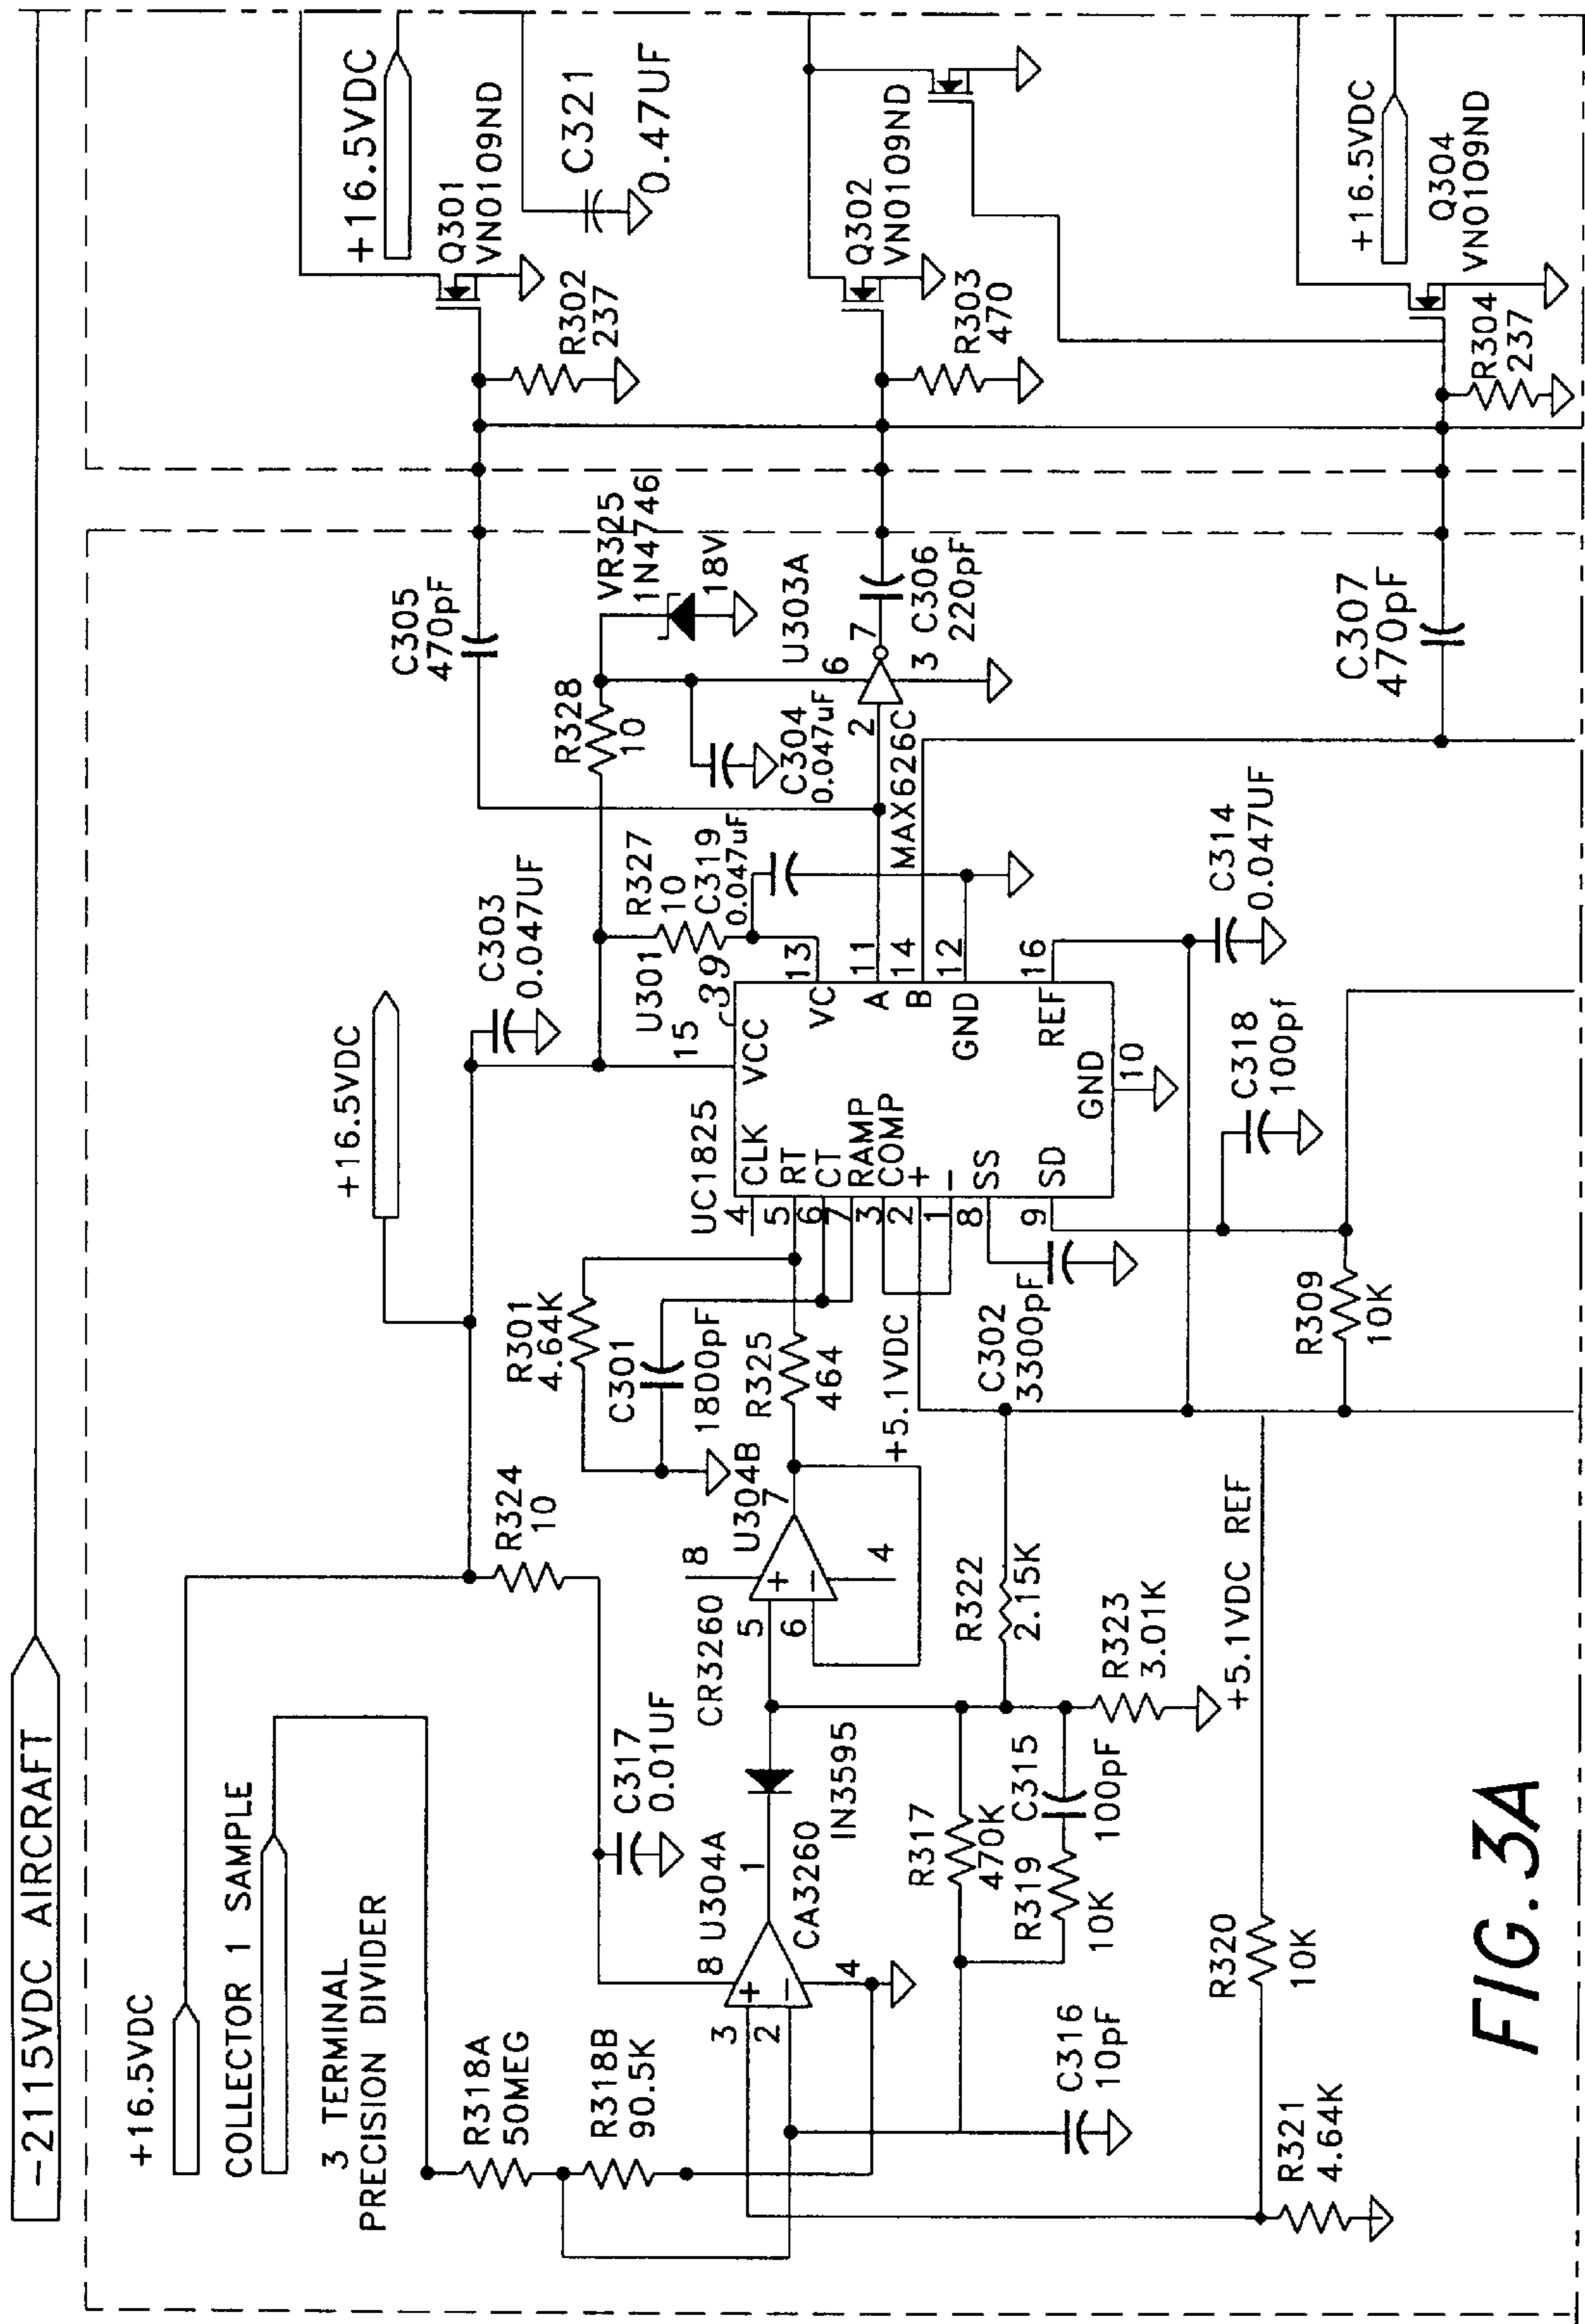 -2115VDC AIRCRAFT
+16.5VDC
COLLECTOR 1 SAMPLE
3 TERMINAL
PRECISION DIVIDER
R318A
50MEG
R318B
90.5K
R324
10
C317
0.01UF
8
U304A
3
2
1
4
CA3260
CR3260
IN3595
8
U304B
5
6
7
4
R317
470K
R319
10K
C315
100pF
C316
10pF
R322
2.15K
R323
3.01K
+5.1VDC REF
R320
10K
R321
4.64K
+16.5VDC
C303
0.047UF
R301
4.64K
C301
1800pF
R325
464
+5.1VDC
C302
3300pF
R309
10K
UC1825
U301
39
15
VCC
4
CLK
5
RT
6
CT
7
RAMP
3
COMP
2
+
1
–
8
SS
9
SD
VC
13
A
11
B
14
GND
12
REF
16
GND
10
R327
10
C319
0.047uF
R328
10
C304
0.047uF
VR325
1N4746
18V
U303A
2
6
7
3
MAX626C
C305
470pF
C306
220pF
C307
470pF
C314
0.047UF
C318
100pf
+16.5VDC
Q301
VN0109ND
C321
0.47UF
R302
237
Q302
VN0109ND
R303
470
+16.5VDC
Q304
VN0109ND
R304
237
FIG. 3A